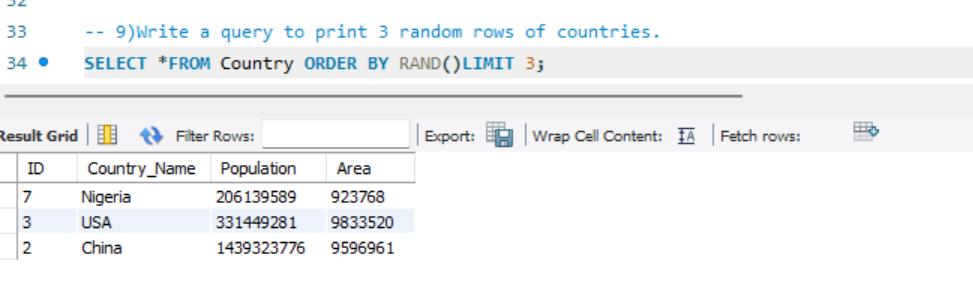 32
33 -- 9)Write a query to print 3 random rows of countries.
34 SELECT *FROM Country ORDER BY RAND()LIMIT 3;
Result Grid Filter Rows: Export: Wrap Cell Content: IA Fetch rows:
ID Country_Name Population Area
7 Nigeria 206139589 923768
3 USA 331449281 9833520
2 China 1439323776 9596961